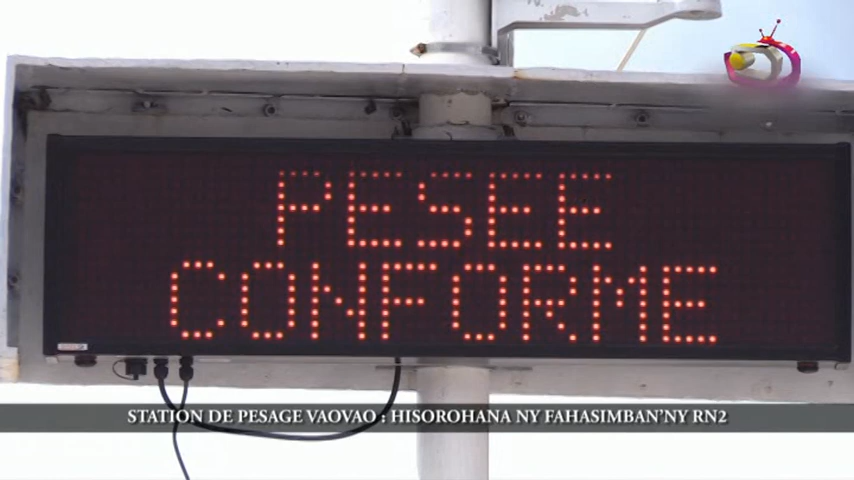 PESEE
CONFORME
STATION DE PESAGE VAOVAO : HISOROHANA NY FAHASIMBAN'NY RN2